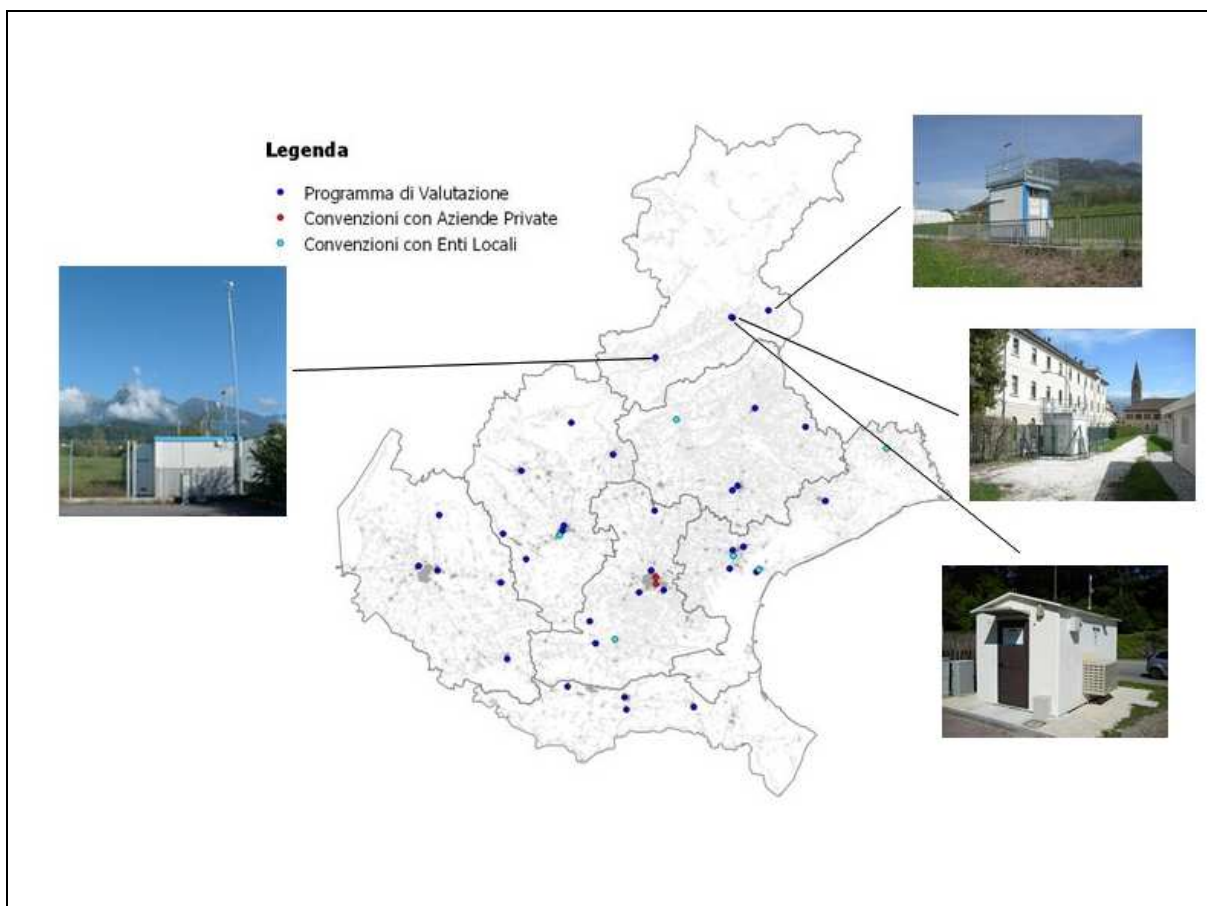 Legenda
Programma di Valutazione
Convenzioni con Aziende Private
Convenzioni con Enti Locali